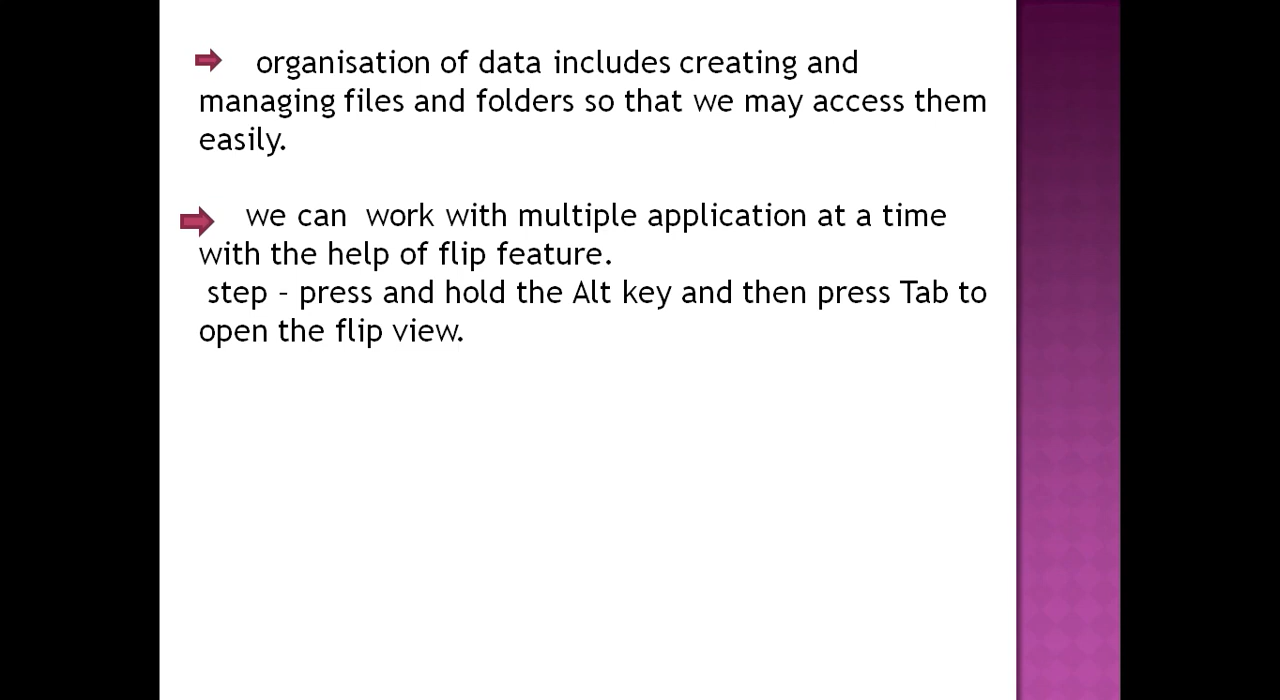 organisation of data includes creating and
managing files and folders so that we may access them
easily.
we can work with multiple application at a time
with the help of flip feature.
step - press and hold the Alt key and then press Tab to
open the flip view.